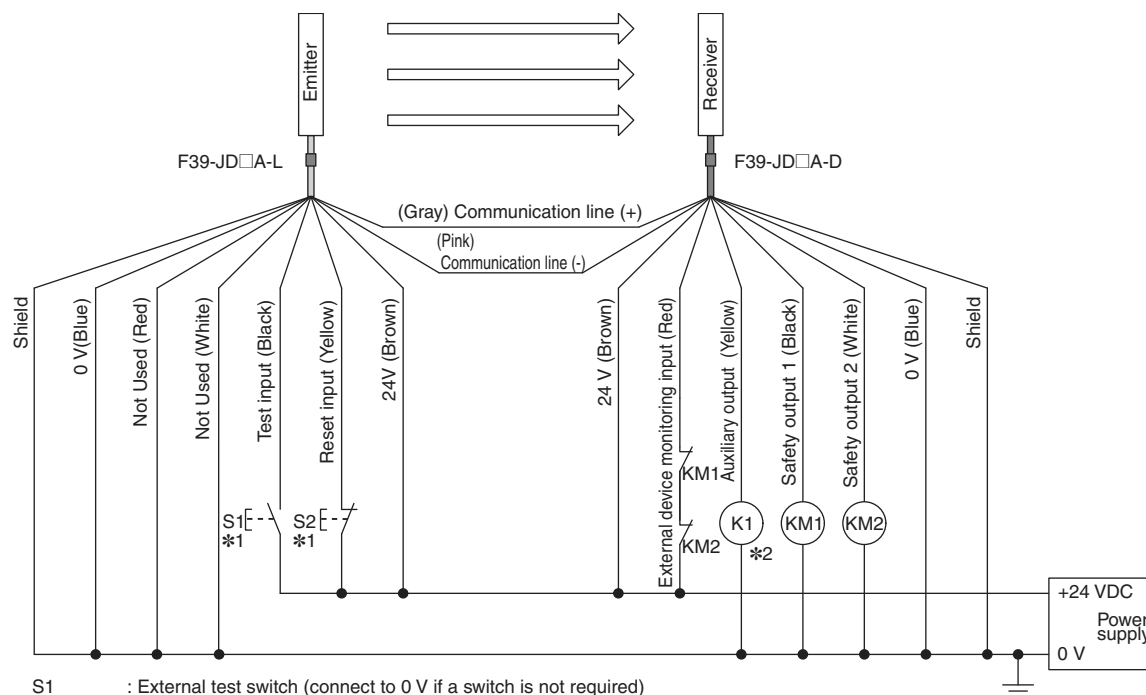 Emitter
Receiver
F39-JD□A-L
F39-JD□A-D
(Gray) Communication line (+)
(Pink)
Communication line (-)
Shield
0 V(Blue)
Not Used (Red)
Not Used (White)
Test input (Black)
Reset input (Yellow)
24V (Brown)
24 V (Brown)
External device monitoring input (Red)
Auxiliary output (Yellow)
Safety output 1 (Black)
Safety output 2 (White)
0 V (Blue)
Shield
KM1
KM2
S1
*1
S2
*1
K1
*2
KM1
KM2
+24 VDC
Power
supply
0 V
S1 : External test switch (connect to 0 V if a switch is not required)